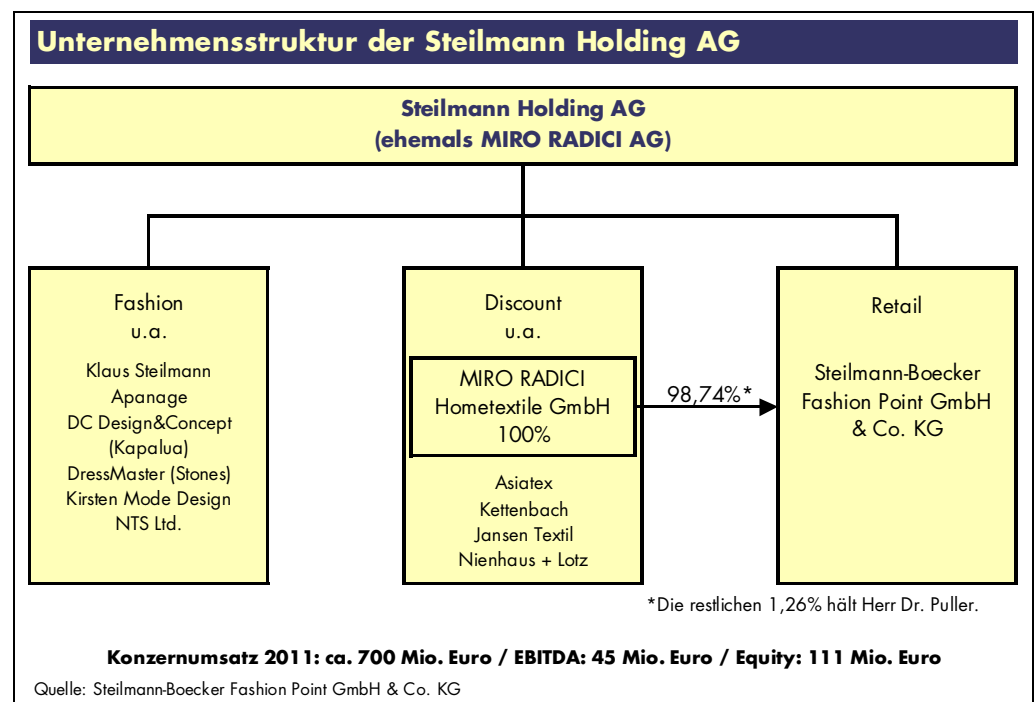 Unternehmensstruktur der Steilmann Holding AG
Steilmann Holding AG
(ehemals MIRO RADICI AG)
Fashion
u.a.
Klaus Steilmann
Apanage
DC Design&Concept
(Kapalua)
DressMaster (Stones)
Kirsten Mode Design
NTS Ltd.
Discount
u.a.
MIRO RADICI
Hometextile GmbH
100%
Asiatex
Kettenbach
Jansen Textil
Nienhaus + Lotz
98,74%*
Retail
Steilmann-Boecker
Fashion Point GmbH
& Co. KG
*Die restlichen 1,26% hält Herr Dr. Puller.
Konzernumsatz 2011: ca. 700 Mio. Euro / EBITDA: 45 Mio. Euro / Equity: 111 Mio. Euro
Quelle: Steilmann-Boecker Fashion Point GmbH & Co. KG